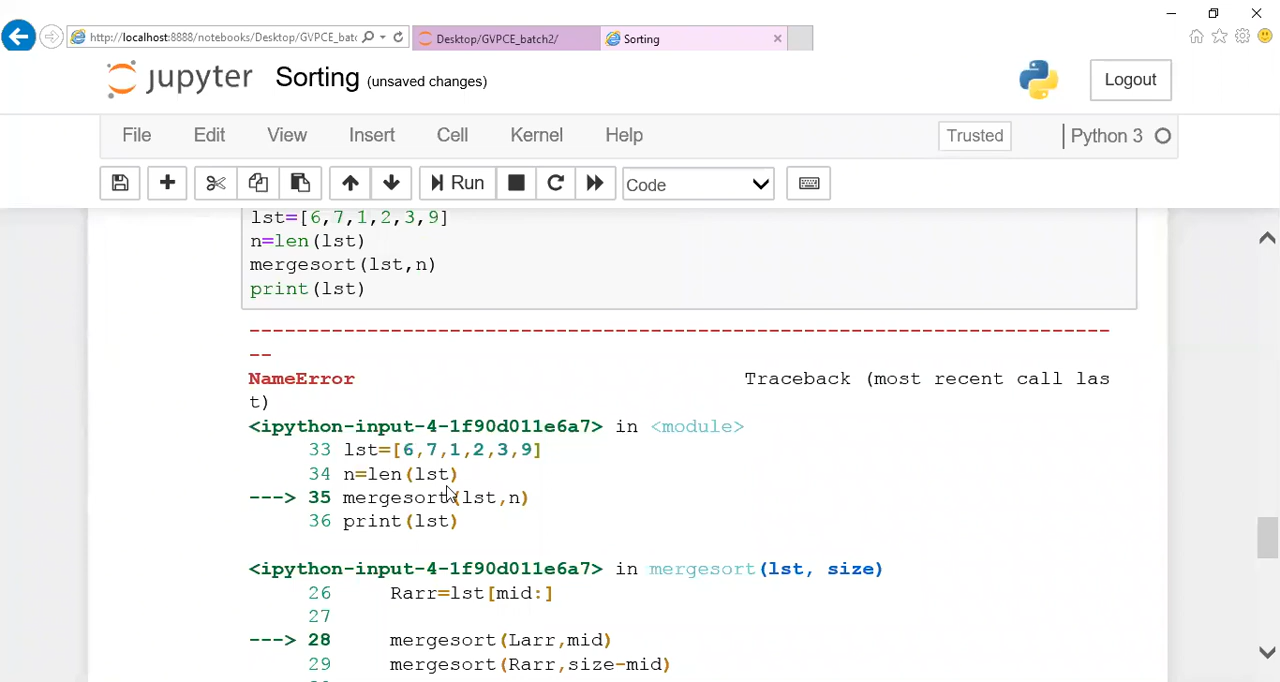 http://localhost:8888/notebooks/Desktop/GVPCE_batc
Desktop/GVPCE_batch2/
Sorting
jupyter Sorting (unsaved changes)
Logout
File Edit View Insert Cell Kernel Help
Trusted
Python 3
Run
Code
lst=[6,7,1,2,3,9]
n=len(lst)
mergesort(lst,n)
print(lst)
-------------------------------------------------------------------------
--
NameError Traceback (most recent call las
t)
<ipython-input-4-1f90d011e6a7> in <module>
33 lst=[6,7,1,2,3,9]
34 n=len(lst)
---> 35 mergesort(lst,n)
36 print(lst)
<ipython-input-4-1f90d011e6a7> in mergesort(lst, size)
26 Rarr=lst[mid:]
27
---> 28 mergesort(Larr,mid)
29 mergesort(Rarr,size-mid)